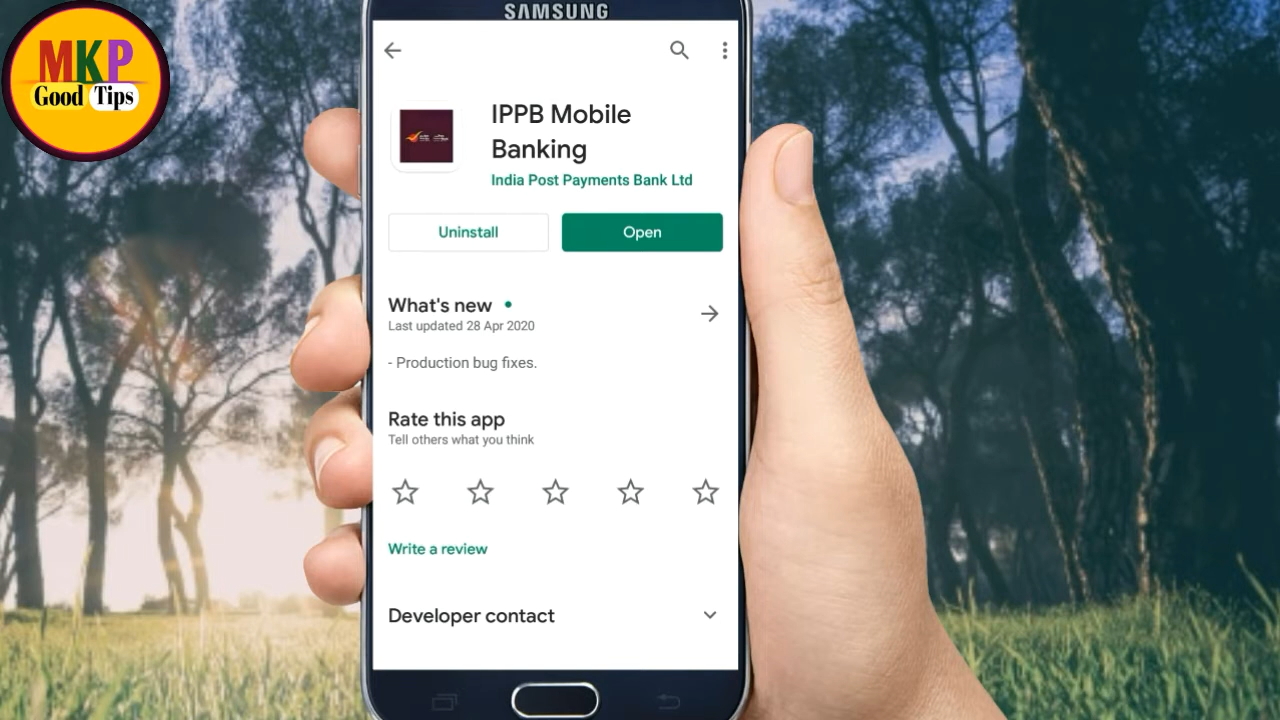 MKP
Good Tips
SAMSUNG
IPPB Mobile
Banking
India Post Payments Bank Ltd
Uninstall
Open
What's new
Last updated 28 Apr 2020
- Production bug fixes.
Rate this app
Tell others what you think
Write a review
Developer contact